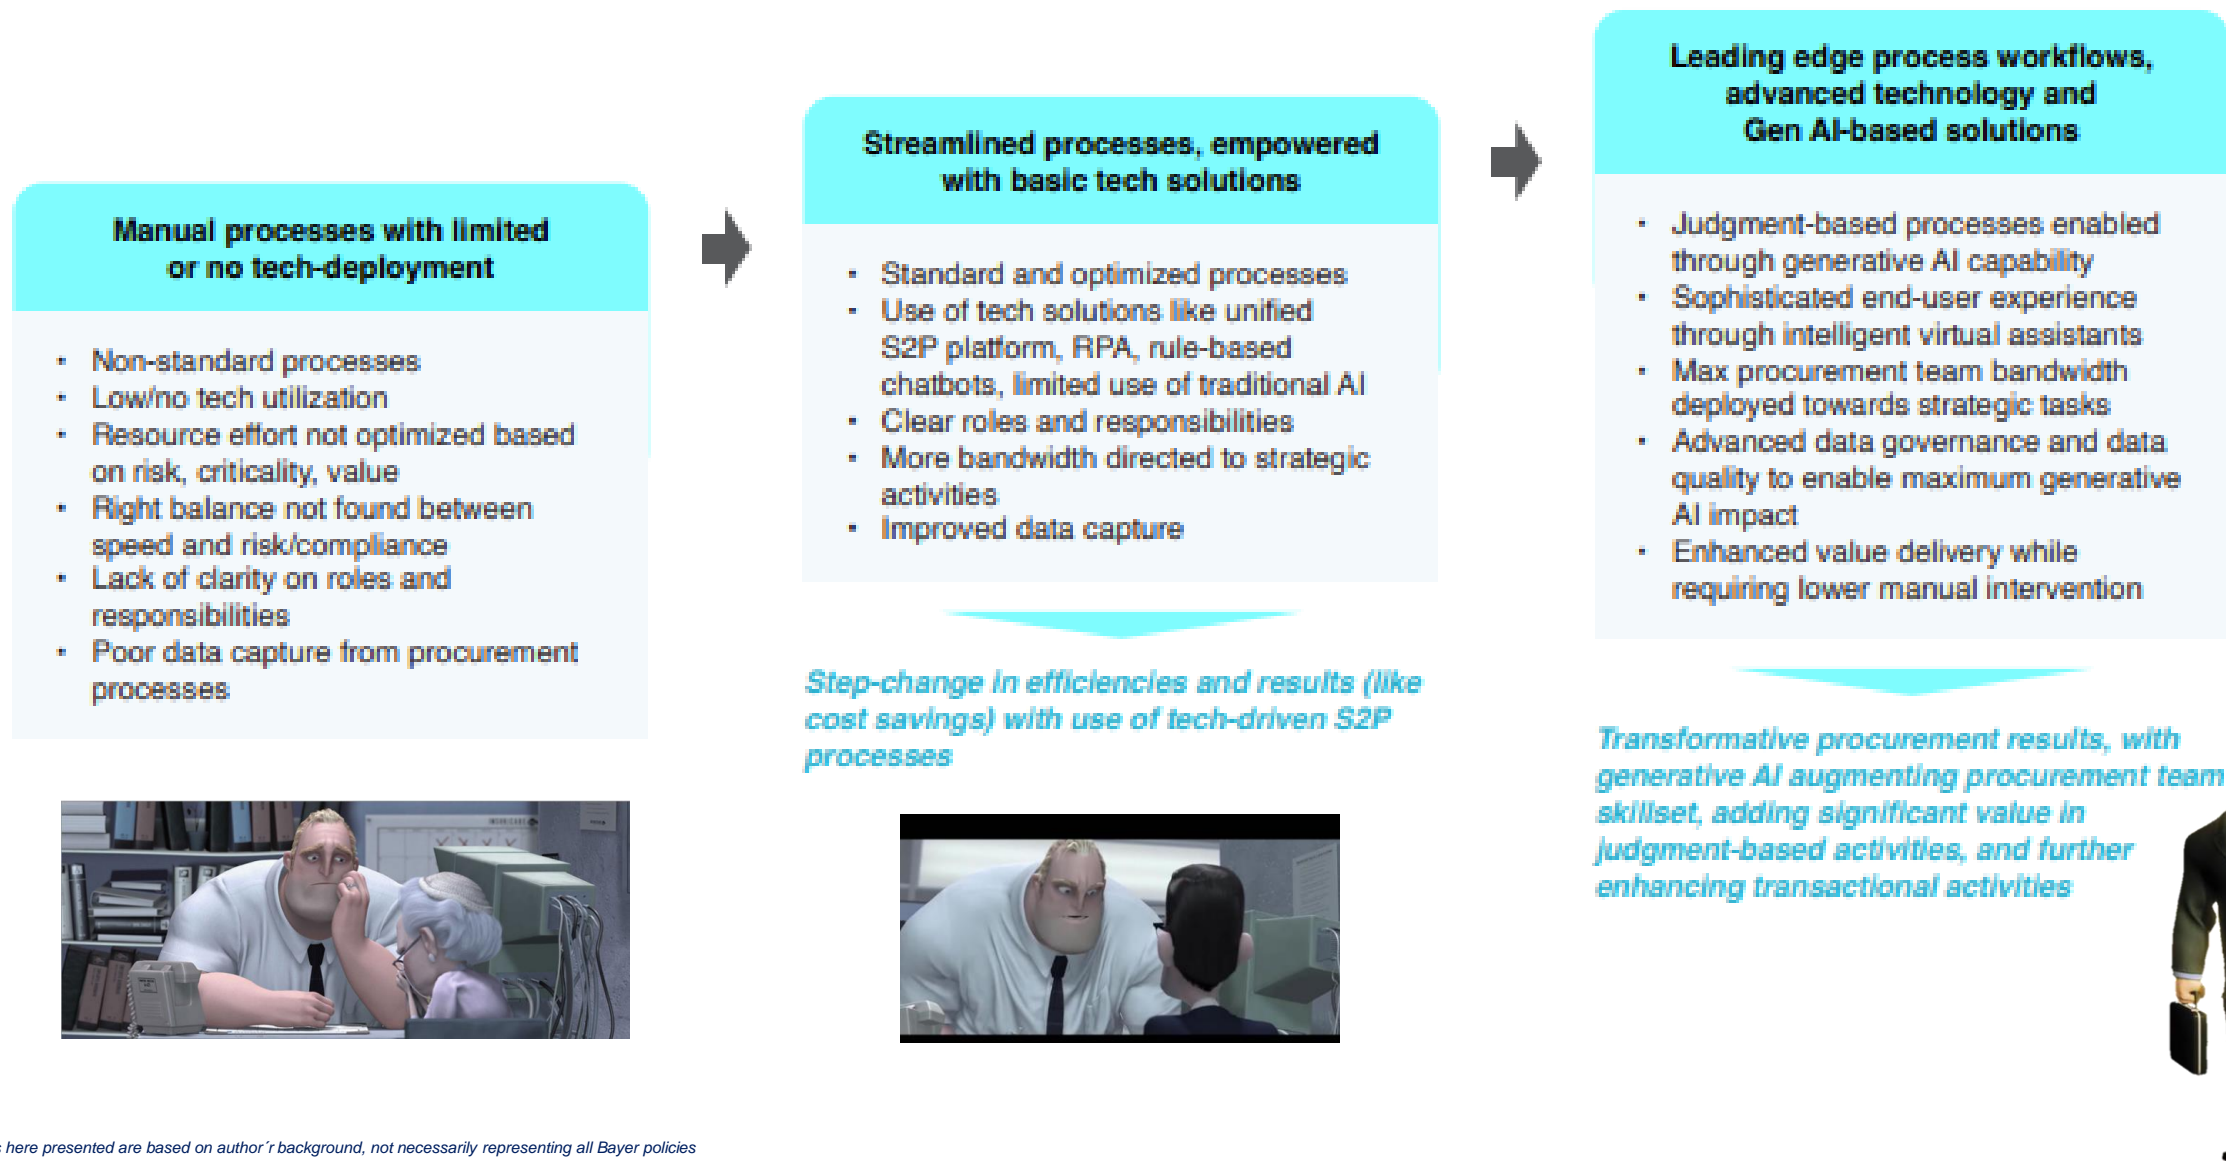 Manual processes with limited
or no tech-deployment
• Non-standard processes
• Low/no tech utilization
• Resource effort not optimized based
on risk, criticality, value
• Right balance not found between
speed and risk/compliance
• Lack of clarity on roles and
responsibilities
• Poor data capture from procurement
processes
Streamlined processes, empowered
with basic tech solutions
• Standard and optimized processes
• Use of tech solutions like unified
S2P platform, RPA, rule-based
chatbots, limited use of traditional AI
• Clear roles and responsibilities
• More bandwidth directed to strategic
activities
• Improved data capture
Step-change in efficiencies and results (like
cost savings) with use of tech-driven S2P
processes
Leading edge process workflows,
advanced technology and
Gen AI-based solutions
• Judgment-based processes enabled
through generative AI capability
• Sophisticated end-user experience
through intelligent virtual assistants
• Max procurement team bandwidth
deployed towards strategic tasks
• Advanced data governance and data
quality to enable maximum generative
AI impact
• Enhanced value delivery while
requiring lower manual intervention
Transformative procurement results, with
generative AI augmenting procurement team
skillset, adding significant value in
judgment-based activities, and further
enhancing transactional activities
here presented are based on author´r background, not necessarily representing all Bayer policies